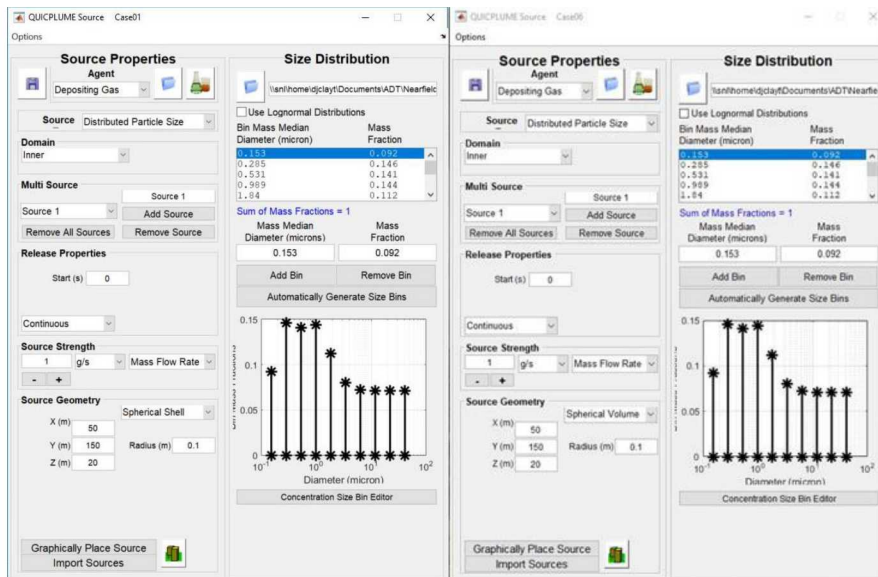 QUICPLUME Source Case01
Options
Source Properties
Agent
Depositing Gas
Source Distributed Particle Size
Domain
Inner
Multi Source
Source 1
Source 1 Add Source
Remove All Sources Remove Source
Release Properties
Start (s) 0
Continuous
Source Strength
1 g/s Mass Flow Rate
- +
Source Geometry
Spherical Shell
X (m) 50
Y (m) 150 Radius (m) 0.1
Z (m) 20
Graphically Place Source
Import Sources
Size Distribution
\\snl\home\djclayt\Documents\ADT\Nearfield
Use Lognormal Distributions
Bin Mass Median Mass
Diameter (micron) Fraction
0.153 0.092
0.285 0.146
0.531 0.141
0.989 0.144
1.84 0.112
Sum of Mass Fractions = 1
Mass Median Mass
Diameter (microns) Fraction
0.153 0.092
Add Bin Remove Bin
Automatically Generate Size Bins
0.15
0.1
0.05
0
10-1 100 101 102
Diameter (micron)
Concentration Size Bin Editor
QUICPLUME Source Case06
Options
Source Properties
Agent
Depositing Gas
Source Distributed Particle Size
Domain
Inner
Multi Source
Source 1
Source 1 Add Source
Remove All Sources Remove Source
Release Properties
Start (s) 0
Continuous
Source Strength
1 g/s Mass Flow Rate
- +
Source Geometry
Spherical Volume
X (m) 50
Y (m) 150 Radius (m) 0.1
Z (m) 20
Graphically Place Source
Import Sources
Size Distribution
\\snl\home\djclayt\Documents\ADT\Nearfie
Use Lognormal Distributions
Bin Mass Median Mass
Diameter (micron) Fraction
0.153 0.092
0.285 0.146
0.531 0.141
0.989 0.144
1.84 0.112
Sum of Mass Fractions = 1
Mass Median Mass
Diameter (microns) Fraction
0.153 0.092
Add Bin Remove Bin
Automatically Generate Size Bins
0.15
0.1
0.05
0
10-1 100 101 102
Diameter (micron)
Concentration Size Bin Editor